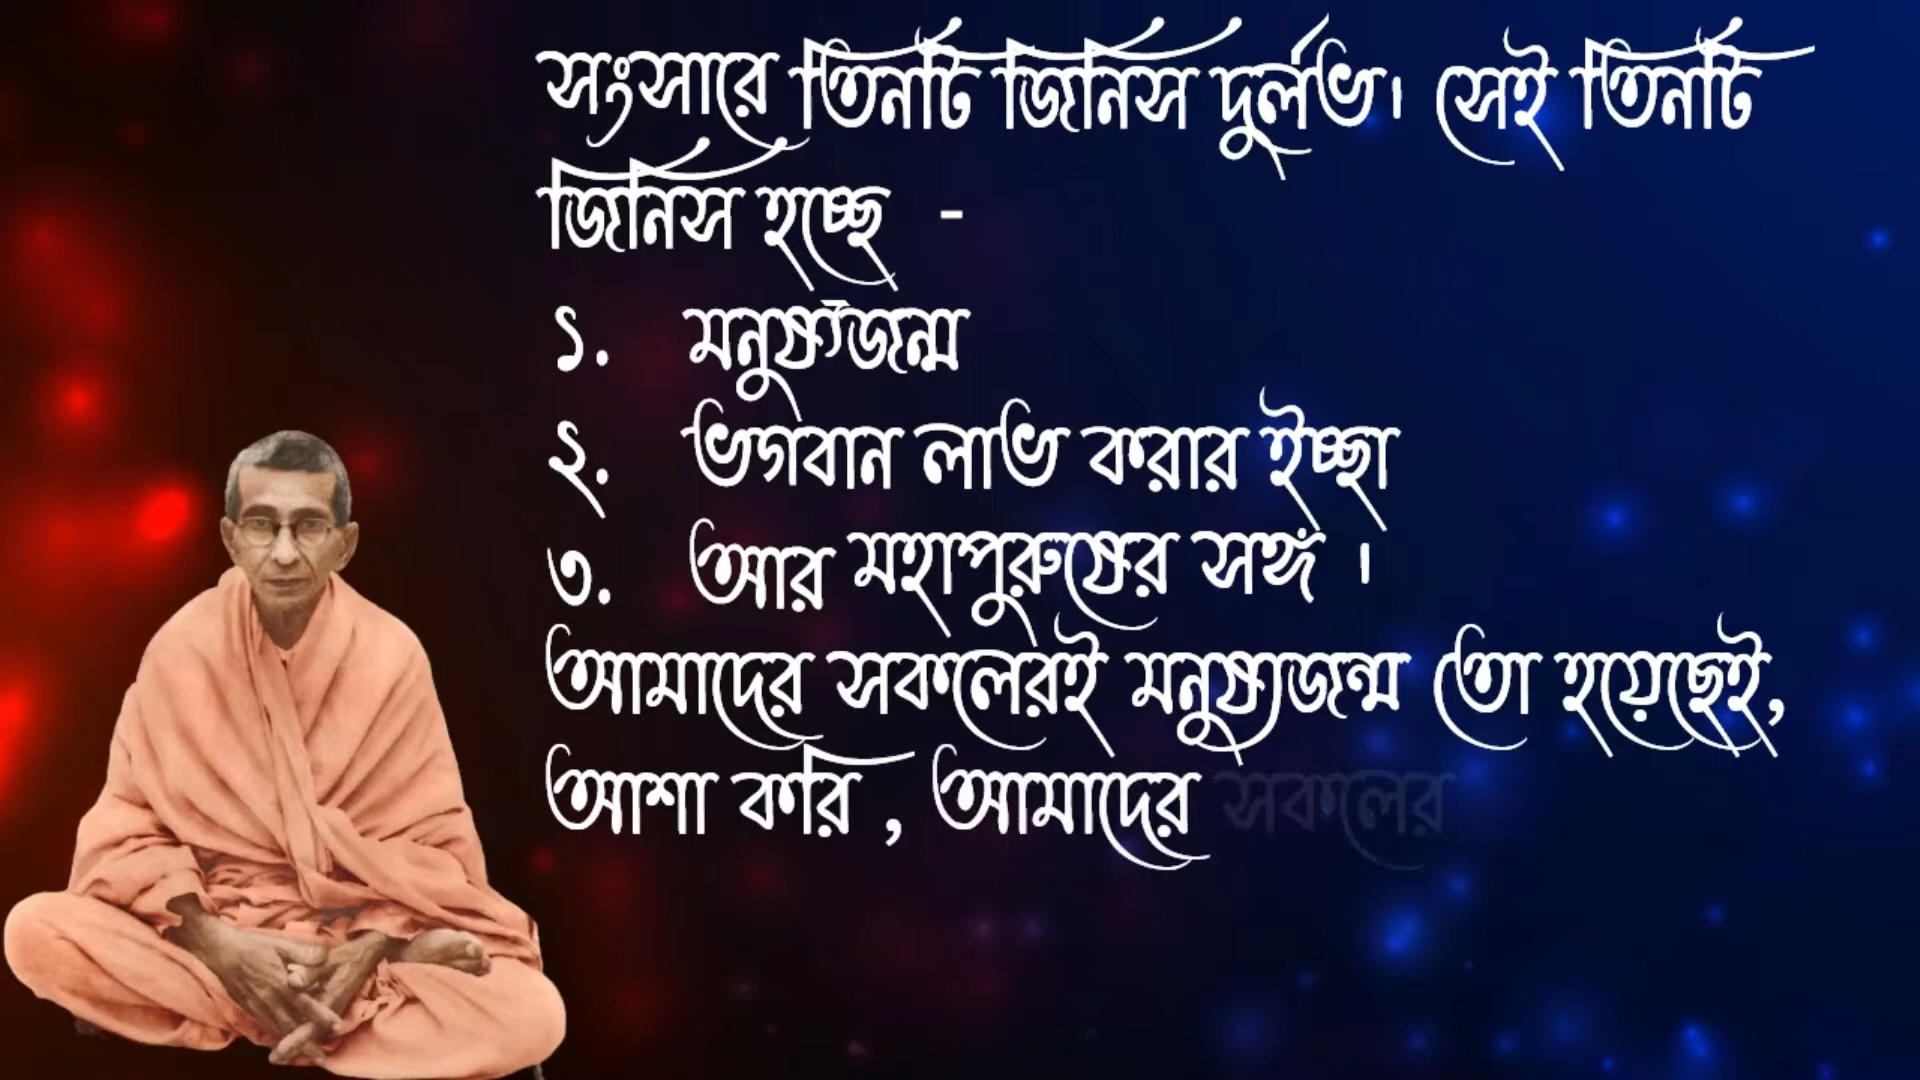 সংসারে তিনটি জিনিস দুর্লভ। সেই তিনটি
জিনিস হচ্ছে -
১. মনুষ্যজন্ম
২. ভগবান লাভ করার ইচ্ছা
৩. আর মহাপুরুষের সঙ্গ ।
আমাদের সকলেরই মনুষ্যজন্ম তো হয়েছেই,
আশা করি , আমাদের সকলের